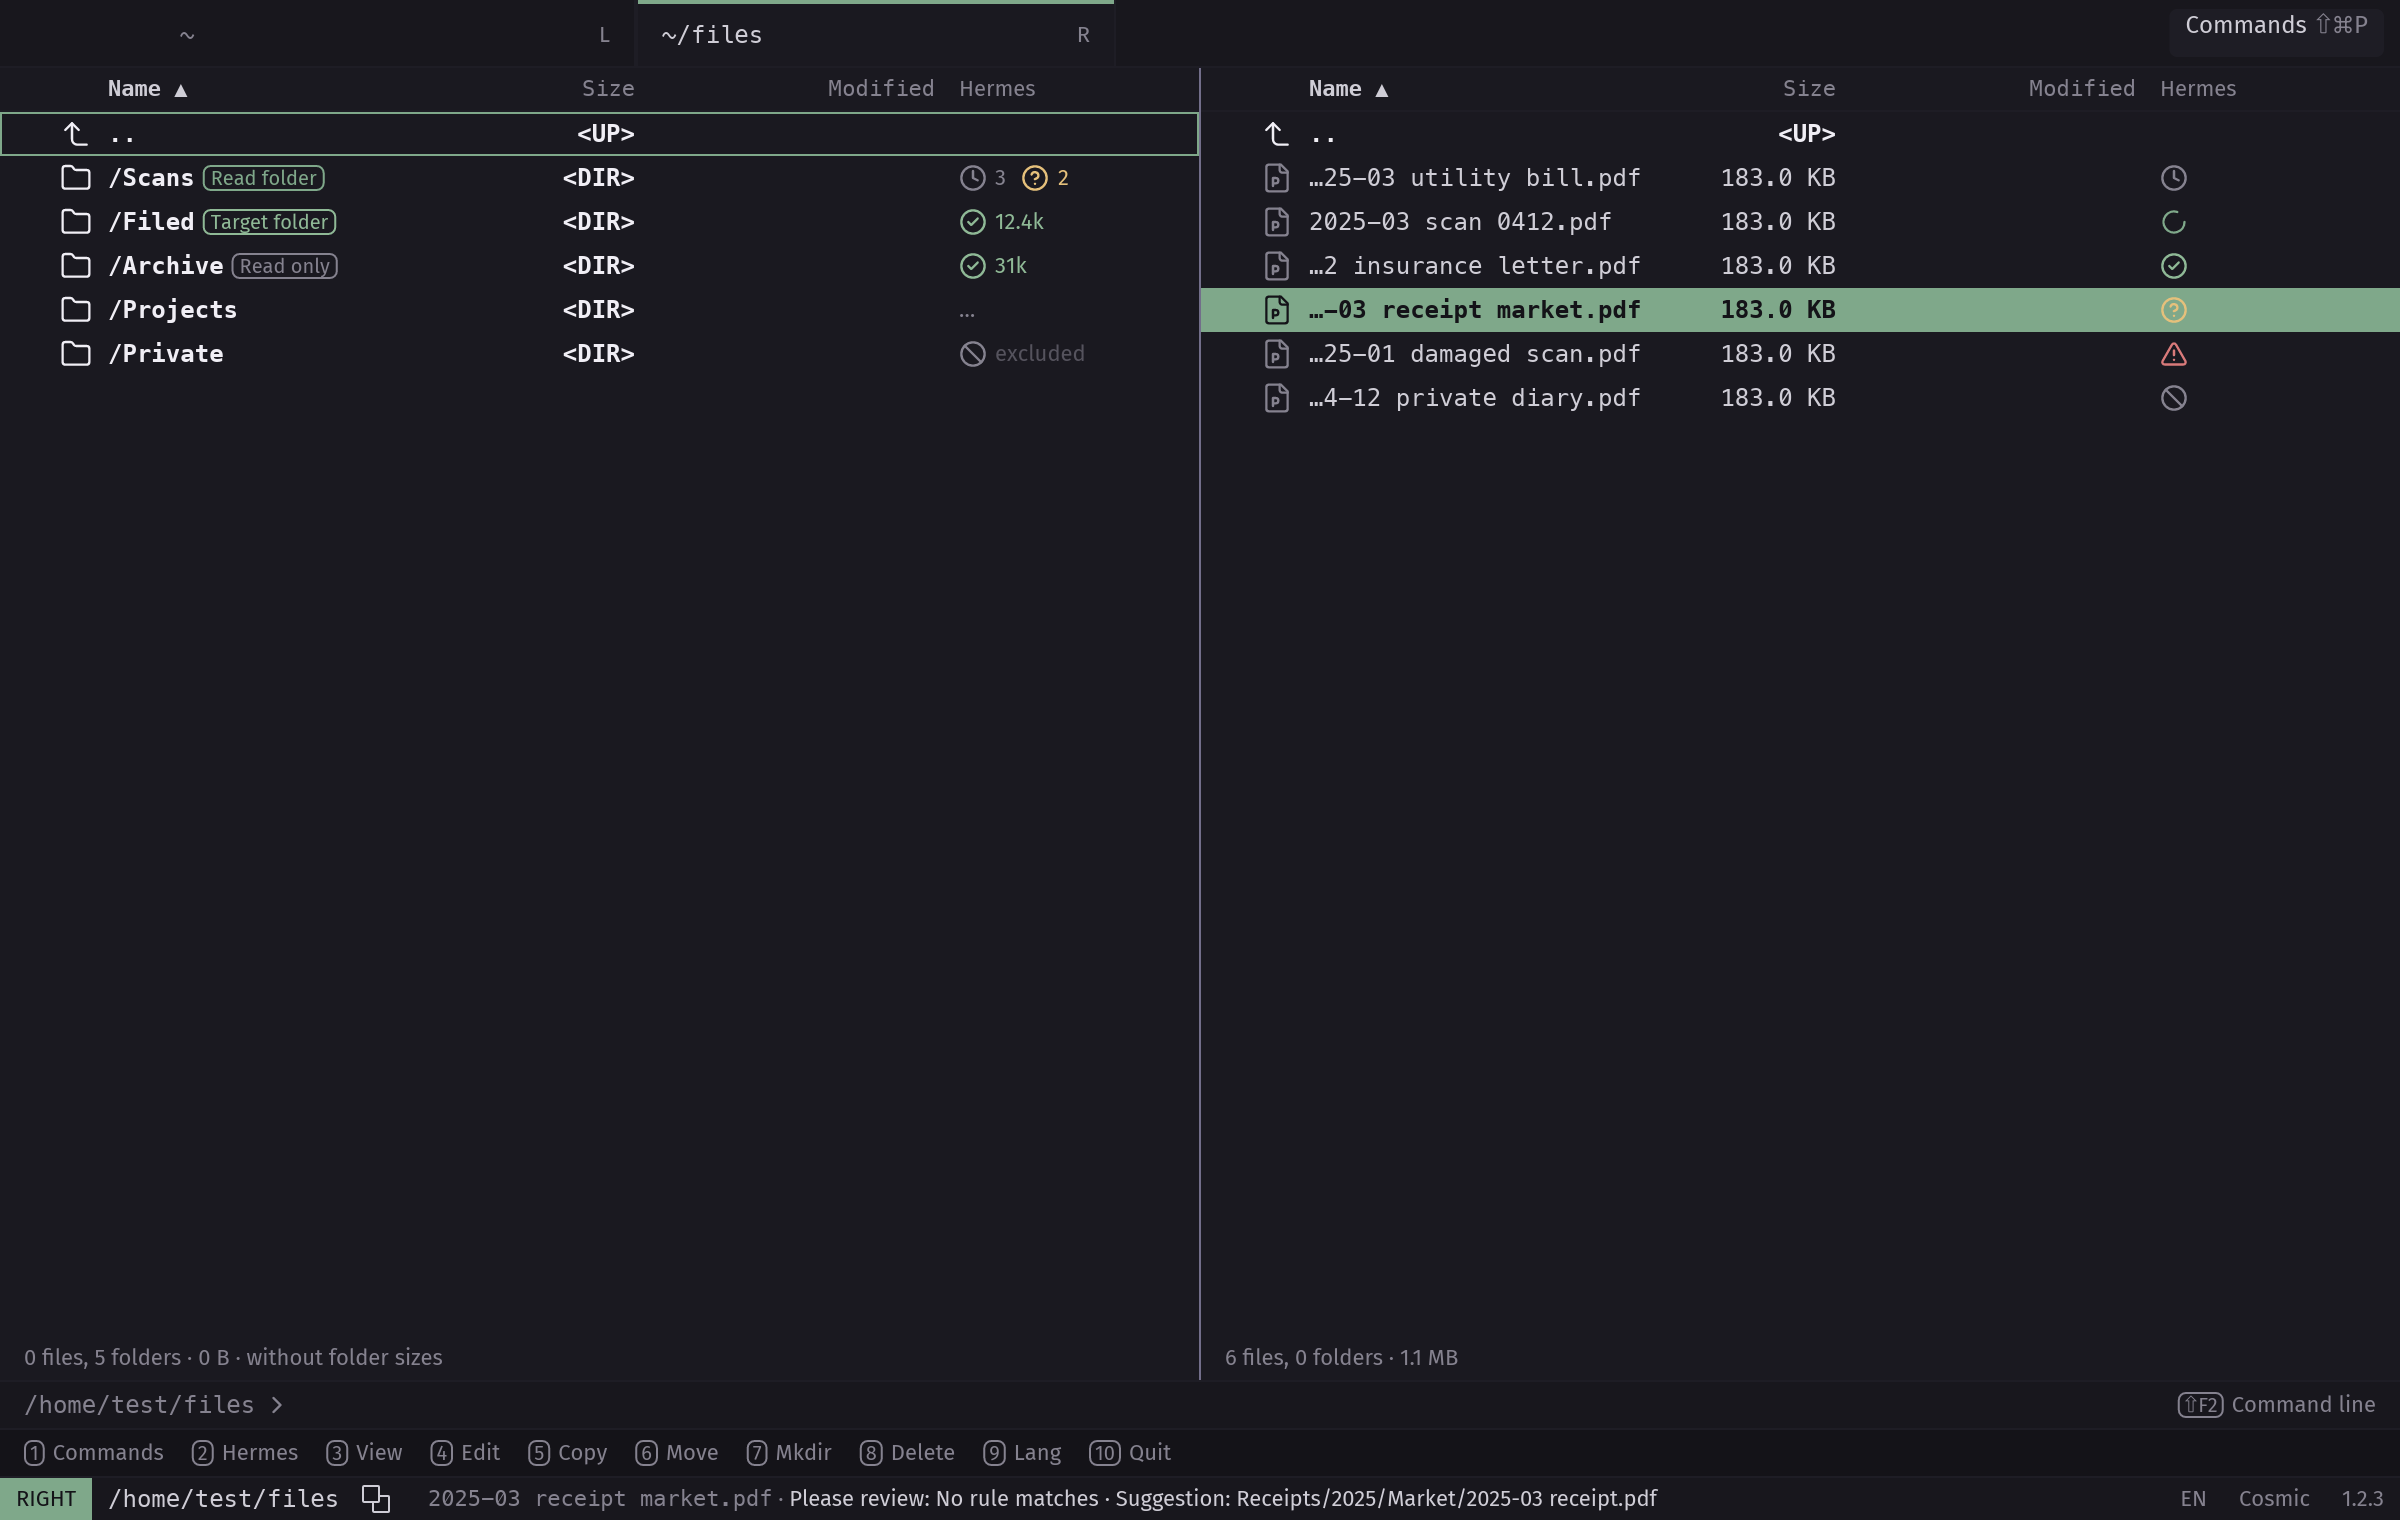 ~ L ~/files R Commands ⇧⌘P
Name ▲ Size Modified Hermes
.. <UP>
/Scans Read folder <DIR> 3 2
/Filed Target folder <DIR> 12.4k
/Archive Read only <DIR> 31k
/Projects <DIR> …
/Private <DIR> excluded
0 files, 5 folders · 0 B · without folder sizes
Name ▲ Size Modified Hermes
.. <UP>
…25-03 utility bill.pdf 183.0 KB
2025-03 scan 0412.pdf 183.0 KB
…2 insurance letter.pdf 183.0 KB
…-03 receipt market.pdf 183.0 KB
…25-01 damaged scan.pdf 183.0 KB
…4-12 private diary.pdf 183.0 KB
6 files, 0 folders · 1.1 MB
/home/test/files > ⇧F2 Command line
1 Commands 2 Hermes 3 View 4 Edit 5 Copy 6 Move 7 Mkdir 8 Delete 9 Lang 10 Quit
RIGHT /home/test/files 2025-03 receipt market.pdf · Please review: No rule matches · Suggestion: Receipts/2025/Market/2025-03 receipt.pdf EN Cosmic 1.2.3